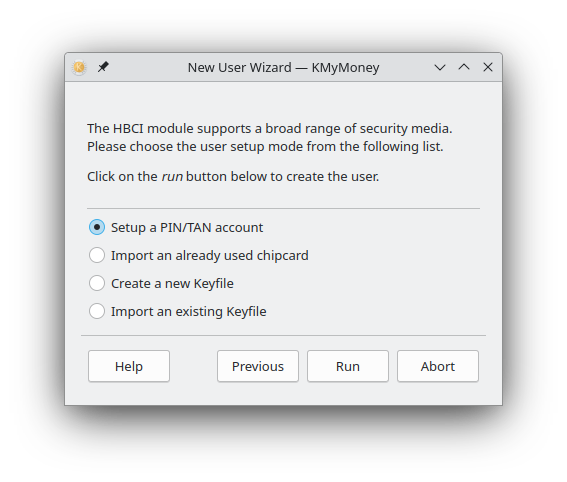 New User Wizard — KMyMoney
The HBCI module supports a broad range of security media.
Please choose the user setup mode from the following list.
Click on the run button below to create the user.
Setup a PIN/TAN account
Import an already used chipcard
Create a new Keyfile
Import an existing Keyfile
Help Previous Run Abort